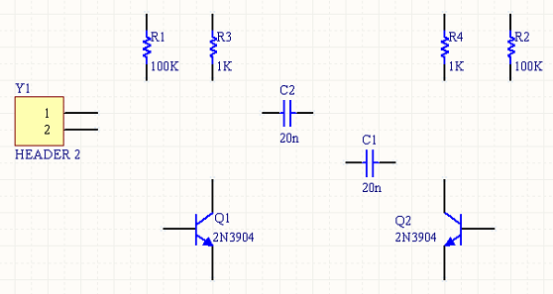 R1
100K
R3
1K
R4
1K
R2
100K
Y1
1
2
HEADER 2
C2
20n
C1
20n
Q1
2N3904
Q2
2N3904